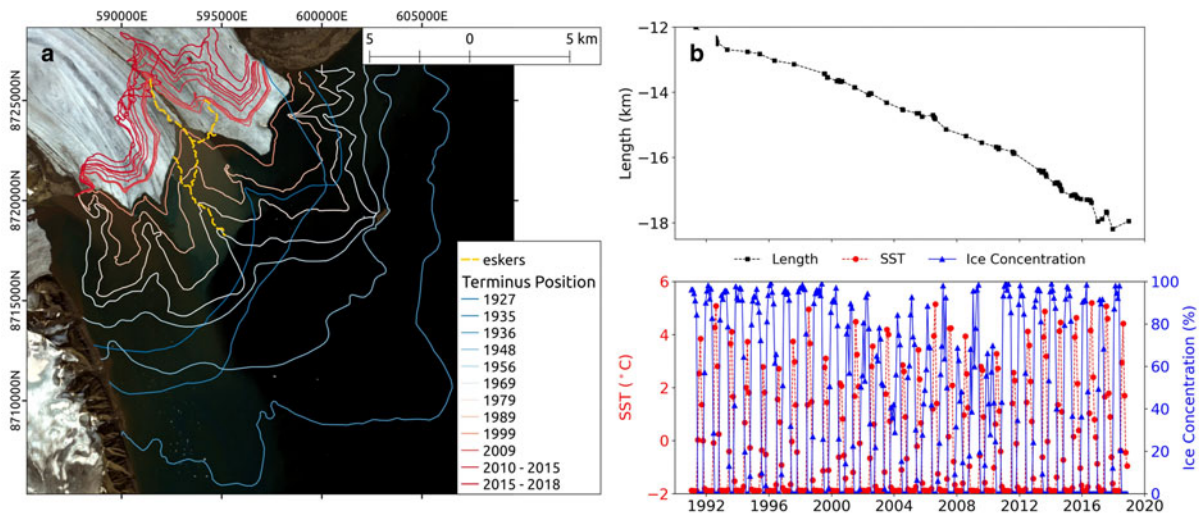 590000E 595000E 600000E 605000E
a
5 0 5 km
8725000N
8720000N
8715000N
8710000N
eskers
Terminus Position
1927
1935
1936
1948
1956
1969
1979
1989
1999
2009
2010 - 2015
2015 - 2018
b
Length (km)
-12
-14
-16
-18
Length SST Ice Concentration
SST (°C)
6
4
2
0
−2
Ice Concentration (%)
100
80
60
40
20
0
1992 1996 2000 2004 2008 2012 2016 2020